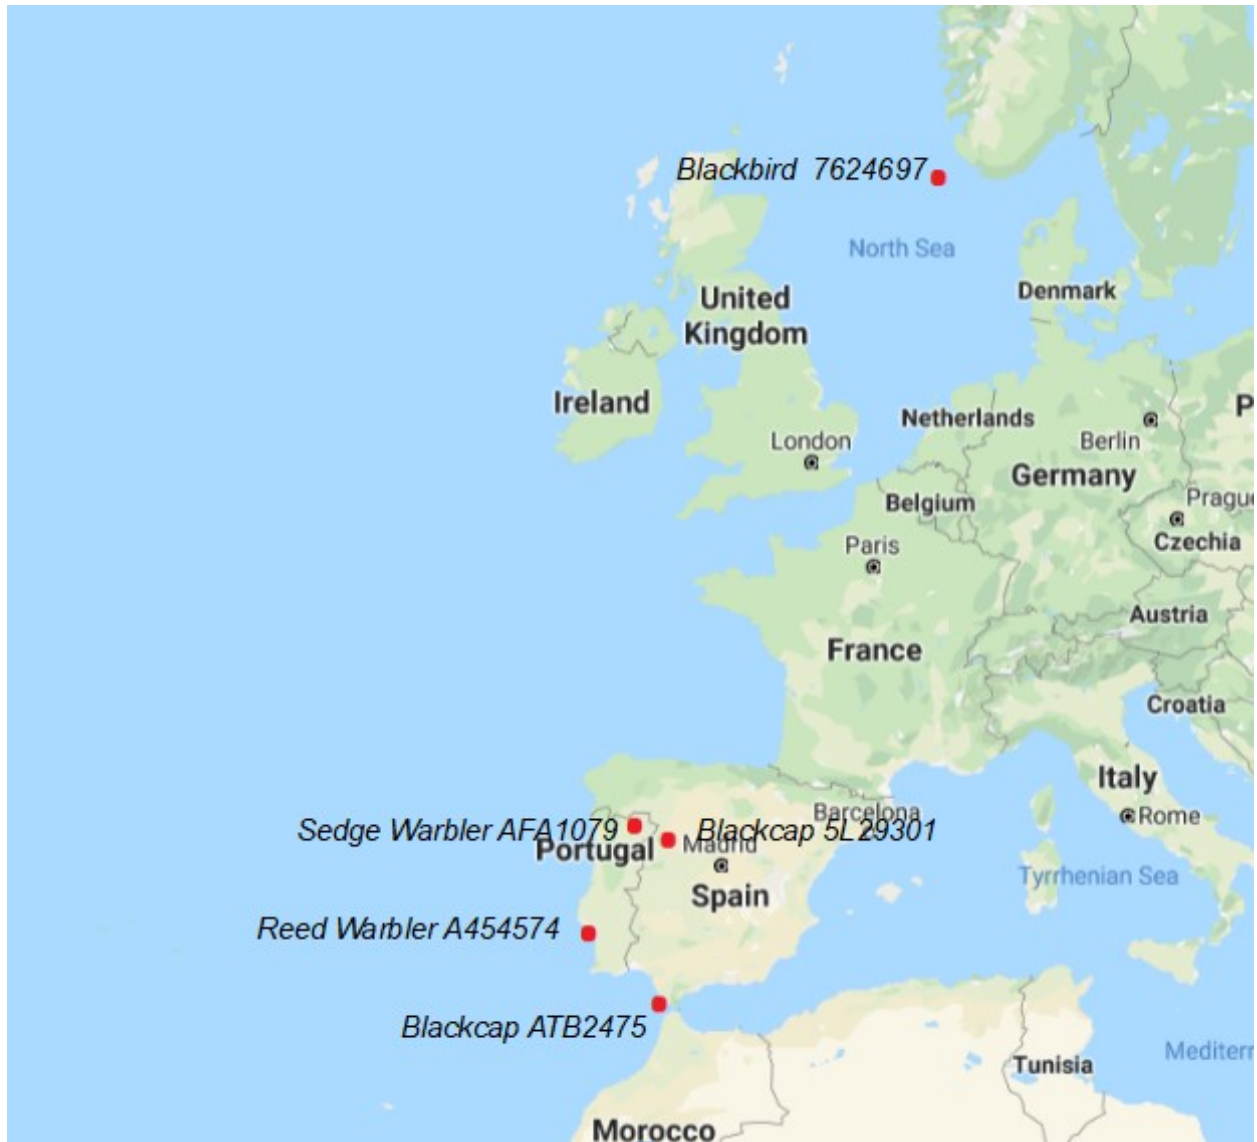 Blackbird 7624697
North Sea
Denmark
United
Kingdom
Ireland
Netherlands
P
London
Berlin
Germany
Belgium
Prague
Paris
Czechia
Austria
France
Croatia
Italy
Barcelona
Rome
Sedge Warbler AFA1079
Blackcap 5L29301
Portugal
Madrid
Tyrrhenian Sea
Spain
Reed Warbler A454574
Blackcap ATB2475
Mediterr
Tunisia
Morocco